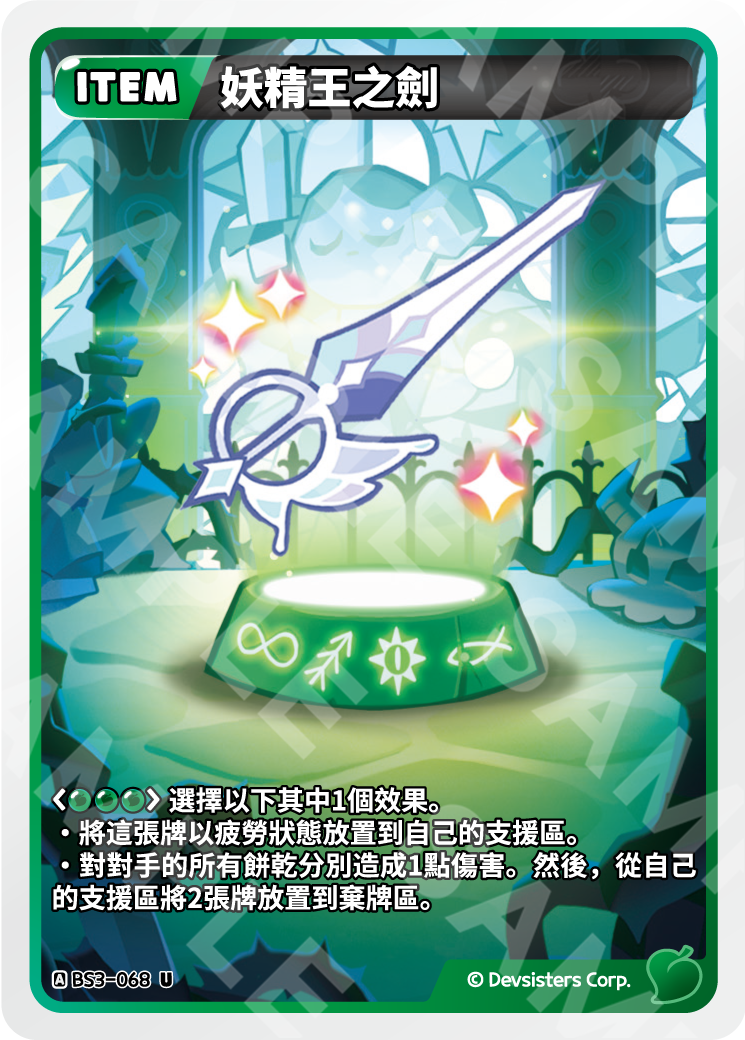 ITEM 妖精王之劍
選擇以下其中1個效果。
・將這張牌以疲勞狀態放置到自己的支援區。
・對對手的所有餅乾分別造成1點傷害。然後，從自己
的支援區將2張牌放置到棄牌區。
A BS3-068 U
© Devsisters Corp.
SAMPLE